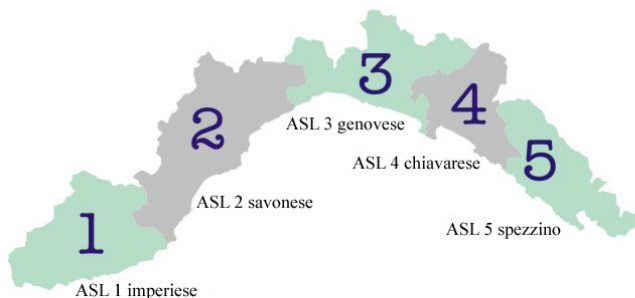 3
4
2
ASL 3 genovese
5
ASL 4 chiavarese
ASL 2 savonese
1
ASL 5 spezzino
ASL 1 imperiese